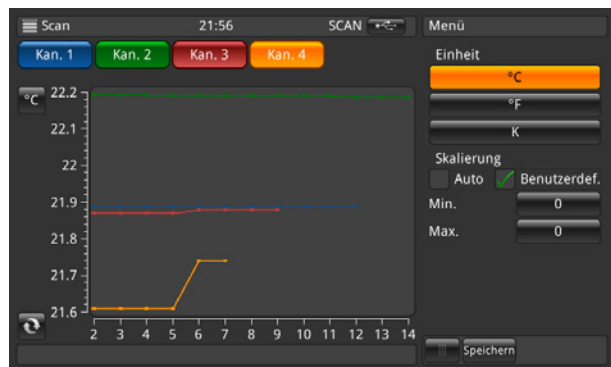 Scan 21:56 SCAN Menü
Kan. 1 Kan. 2 Kan. 3 Kan. 4
Einheit
°C
°F
K
Skalierung
Auto Benutzerdef.
Min. 0
Max. 0
Speichern
°C
22.2
22.1
22
21.9
21.8
21.7
21.6
2 3 4 5 6 7 8 9 10 11 12 13 14